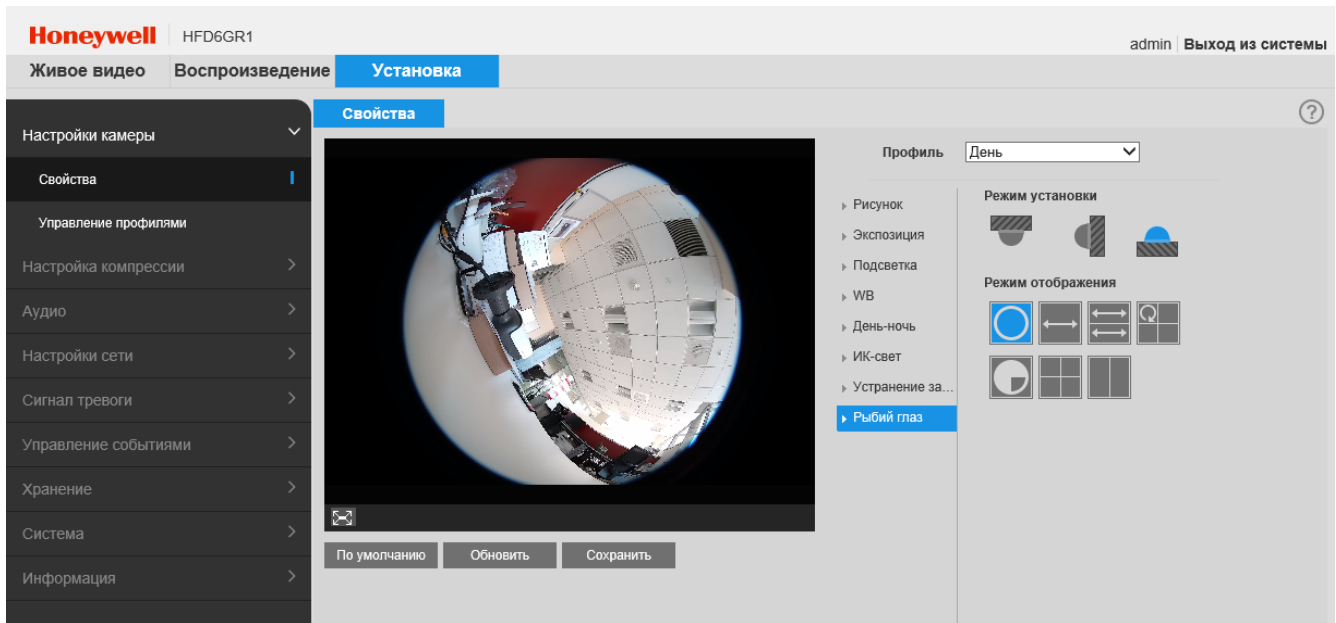 Honeywell HFD6GR1
admin Выход из системы
Живое видео Воспроизведение Установка
Свойства
?
Настройки камеры
Свойства
Управление профилями
Настройка компрессии
Аудио
Настройки сети
Сигнал тревоги
Управление событиями
Хранение
Система
Информация
По умолчанию Обновить Сохранить
Профиль День
Рисунок
Экспозиция
Подсветка
WB
День-ночь
ИК-свет
Устранение за...
Рыбий глаз
Режим установки
Режим отображения